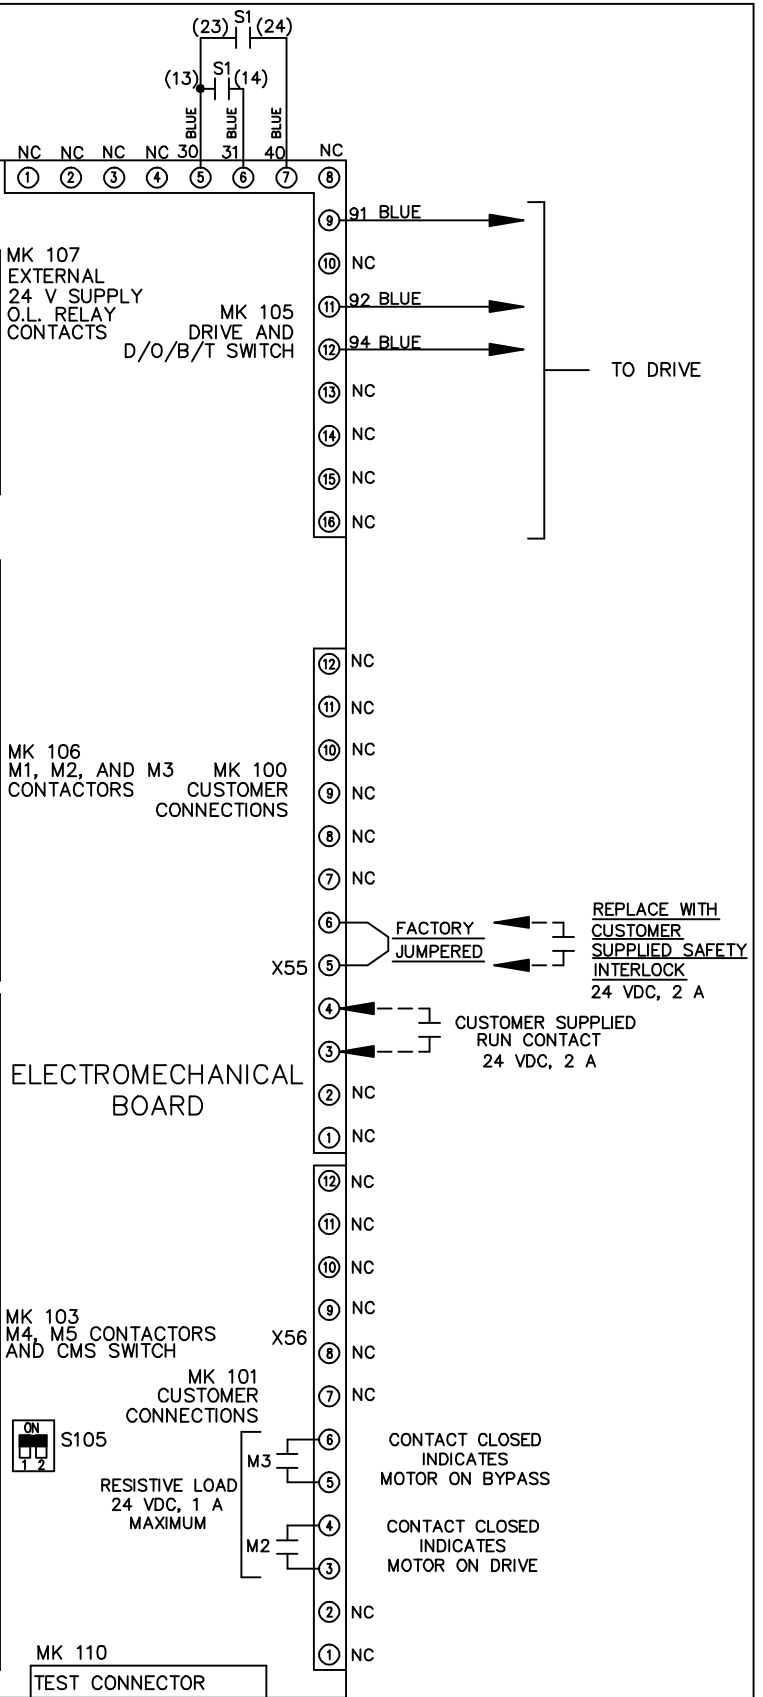 S1
(23) (24)
S1
(13) (14)
BLUE BLUE BLUE
NC NC NC NC 30 31 40 NC
1 2 3 4 5 6 7 8
9 91 BLUE
10 NC
11 92 BLUE
12 94 BLUE
13 NC
14 NC
15 NC
16 NC
TO DRIVE
MK 107
EXTERNAL
24 V SUPPLY
O.L. RELAY
CONTACTS
MK 105
DRIVE AND
D/O/B/T SWITCH
12 NC
11 NC
10 NC
9 NC
8 NC
7 NC
6
5
4
3
2 NC
1 NC
MK 106
M1, M2, AND M3
CONTACTORS
MK 100
CUSTOMER
CONNECTIONS
X55
FACTORY
JUMPERED
REPLACE WITH
CUSTOMER
SUPPLIED SAFETY
INTERLOCK
24 VDC, 2 A
CUSTOMER SUPPLIED
RUN CONTACT
24 VDC, 2 A
ELECTROMECHANICAL
BOARD
12 NC
11 NC
10 NC
9 NC
8 NC
7 NC
6
5
4
3
2 NC
1 NC
MK 103
M4, M5 CONTACTORS
AND CMS SWITCH
X56
MK 101
CUSTOMER
CONNECTIONS
ON
1 2
S105
M3
RESISTIVE LOAD
24 VDC, 1 A
MAXIMUM
M2
CONTACT CLOSED
INDICATES
MOTOR ON BYPASS
CONTACT CLOSED
INDICATES
MOTOR ON DRIVE
MK 110
TEST CONNECTOR